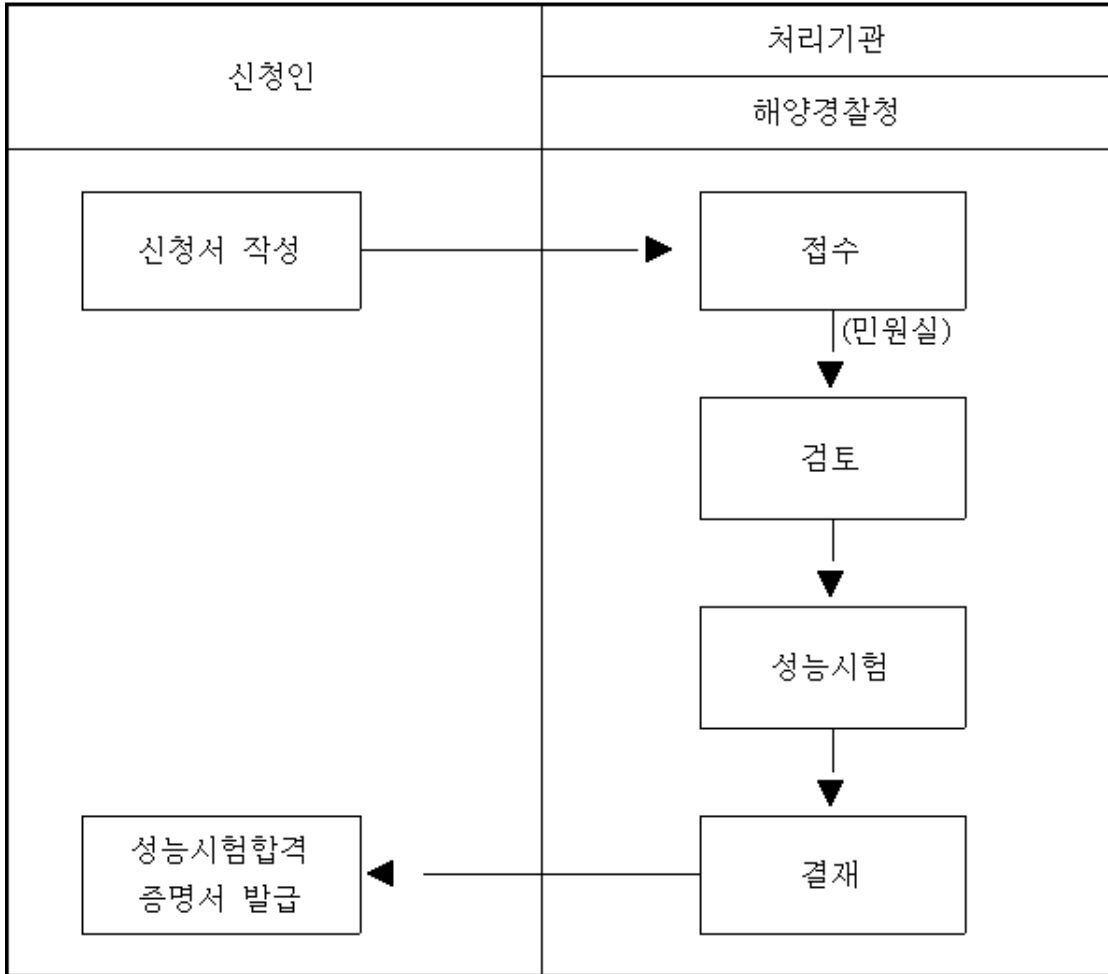 신청인
처리기관
해양경찰청
신청서 작성
접수
(민원실)
검토
성능시험
결재
성능시험합격
증명서 발급